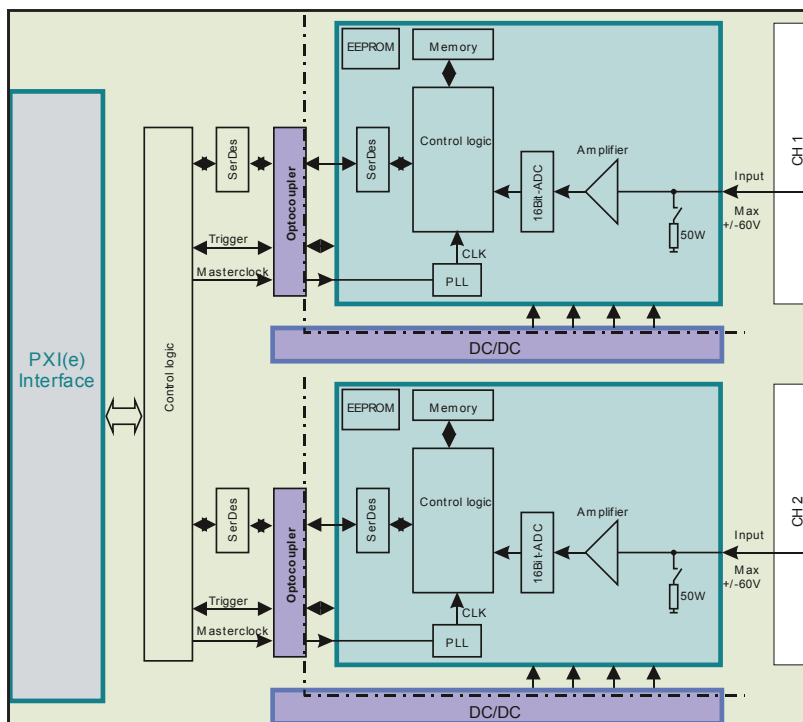 PXI(e)
Interface
Control logic
SerDes
Optocoupler
Trigger
Masterclock
EEPROM
Memory
SerDes
Control logic
CLK
PLL
16Bit-ADC
Amplifier
50W
Input
Max
+/-60V
CH 1
DC/DC
SerDes
Optocoupler
Trigger
Masterclock
EEPROM
Memory
SerDes
Control logic
CLK
PLL
16Bit-ADC
Amplifier
50W
Input
Max
+/-60V
CH 2
DC/DC